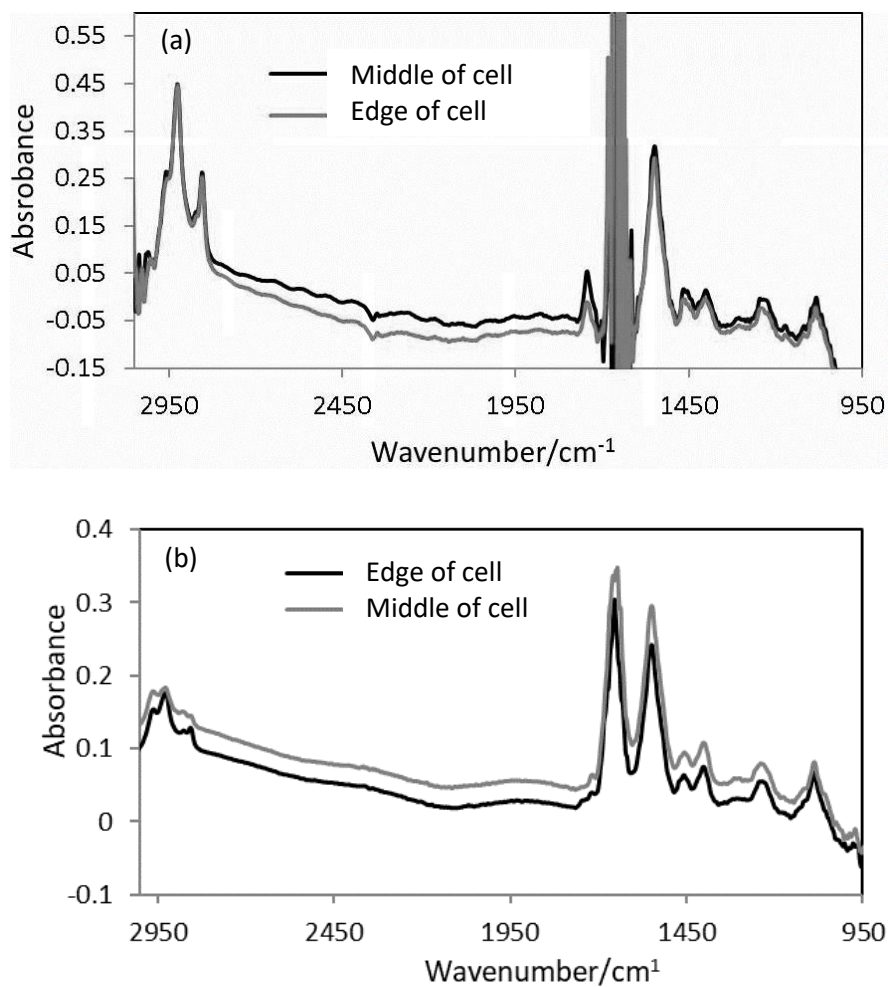 0.55
0.45
0.35
0.25
0.15
0.05
-0.05
-0.15
Absrobance
(a)
Middle of cell
Edge of cell
2950 2450 1950 1450 950
Wavenumber/cm⁻¹
0.4
0.3
0.2
0.1
0
-0.1
Absorbance
(b)
Edge of cell
Middle of cell
2950 2450 1950 1450 950
Wavenumber/cm¹